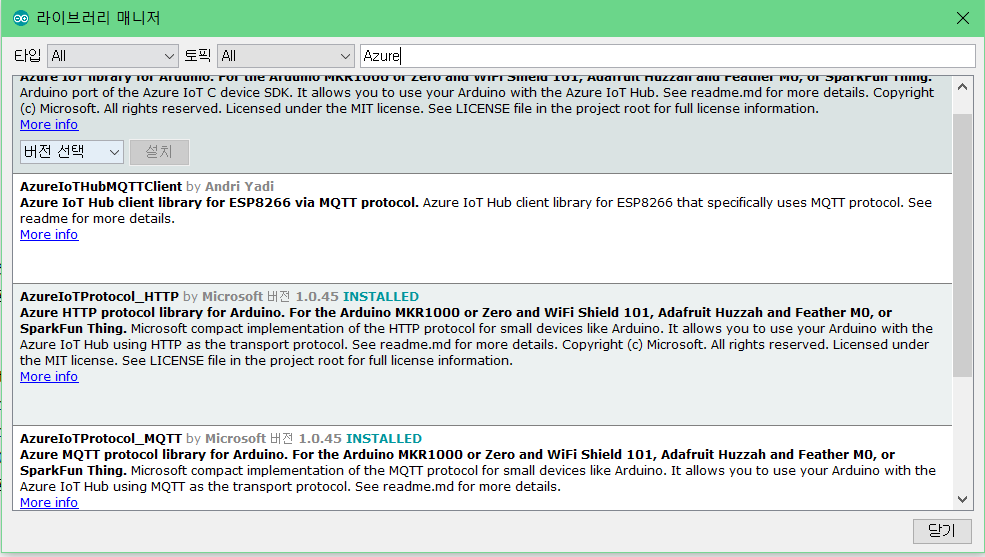 라이브러리 매니저
타입 All 토픽 All Azure
Azure IoT library for Arduino. For the Arduino MKR1000 or Zero and WiFi Shield 101, Adafruit Huzzah and Feather M0, or SparkFun Thing.
Arduino port of the Azure IoT C device SDK. It allows you to use your Arduino with the Azure IoT Hub. See readme.md for more details. Copyright
(c) Microsoft. All rights reserved. Licensed under the MIT license. See LICENSE file in the project root for full license information.
More info
버전 선택 설치
AzureIoTHubMQTTClient by Andri Yadi
Azure IoT Hub client library for ESP8266 via MQTT protocol. Azure IoT Hub client library for ESP8266 that specifically uses MQTT protocol. See
readme for more details.
More info
AzureIoTProtocol_HTTP by Microsoft 버전 1.0.45 INSTALLED
Azure HTTP protocol library for Arduino. For the Arduino MKR1000 or Zero and WiFi Shield 101, Adafruit Huzzah and Feather M0, or
SparkFun Thing. Microsoft compact implementation of the HTTP protocol for small devices like Arduino. It allows you to use your Arduino with the
Azure IoT Hub using HTTP as the transport protocol. See readme.md for more details. Copyright (c) Microsoft. All rights reserved. Licensed under
the MIT license. See LICENSE file in the project root for full license information.
More info
AzureIoTProtocol_MQTT by Microsoft 버전 1.0.45 INSTALLED
Azure MQTT protocol library for Arduino. For the Arduino MKR1000 or Zero and WiFi Shield 101, Adafruit Huzzah and Feather M0, or
SparkFun Thing. Microsoft compact implementation of the MQTT protocol for small devices like Arduino. It allows you to use your Arduino with the
Azure IoT Hub using MQTT as the transport protocol. See readme.md for more details.
More info
닫기